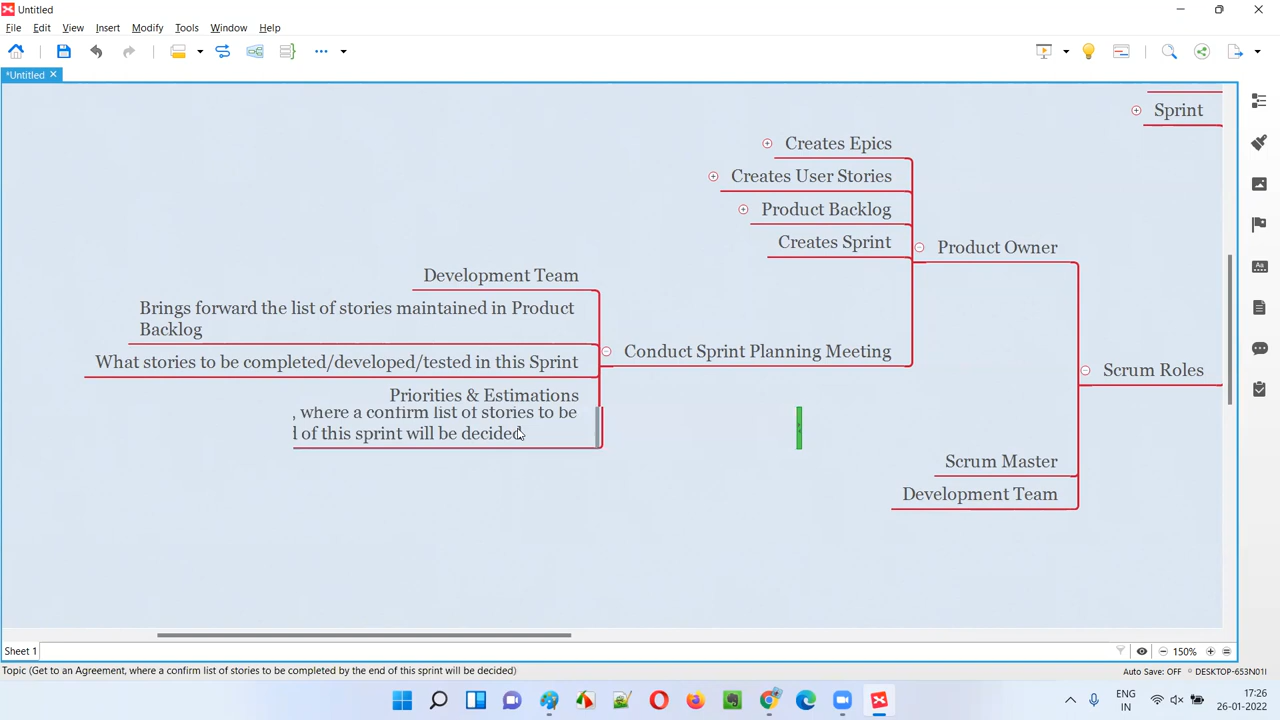 Untitled
File Edit View Insert Modify Tools Window Help
*Untitled
Sprint
Creates Epics
Creates User Stories
Product Backlog
Creates Sprint
Product Owner
Development Team
Brings forward the list of stories maintained in Product
Backlog
What stories to be completed/developed/tested in this Sprint
Conduct Sprint Planning Meeting
Scrum Roles
Priorities & Estimations
, where a confirm list of stories to be
d of this sprint will be decided
Scrum Master
Development Team
Sheet 1
150%
Topic (Get to an Agreement, where a confirm list of stories to be completed by the end of this sprint will be decided)
Auto Save: OFF
DESKTOP-653N01I
ENG
IN
17:26
26-01-2022